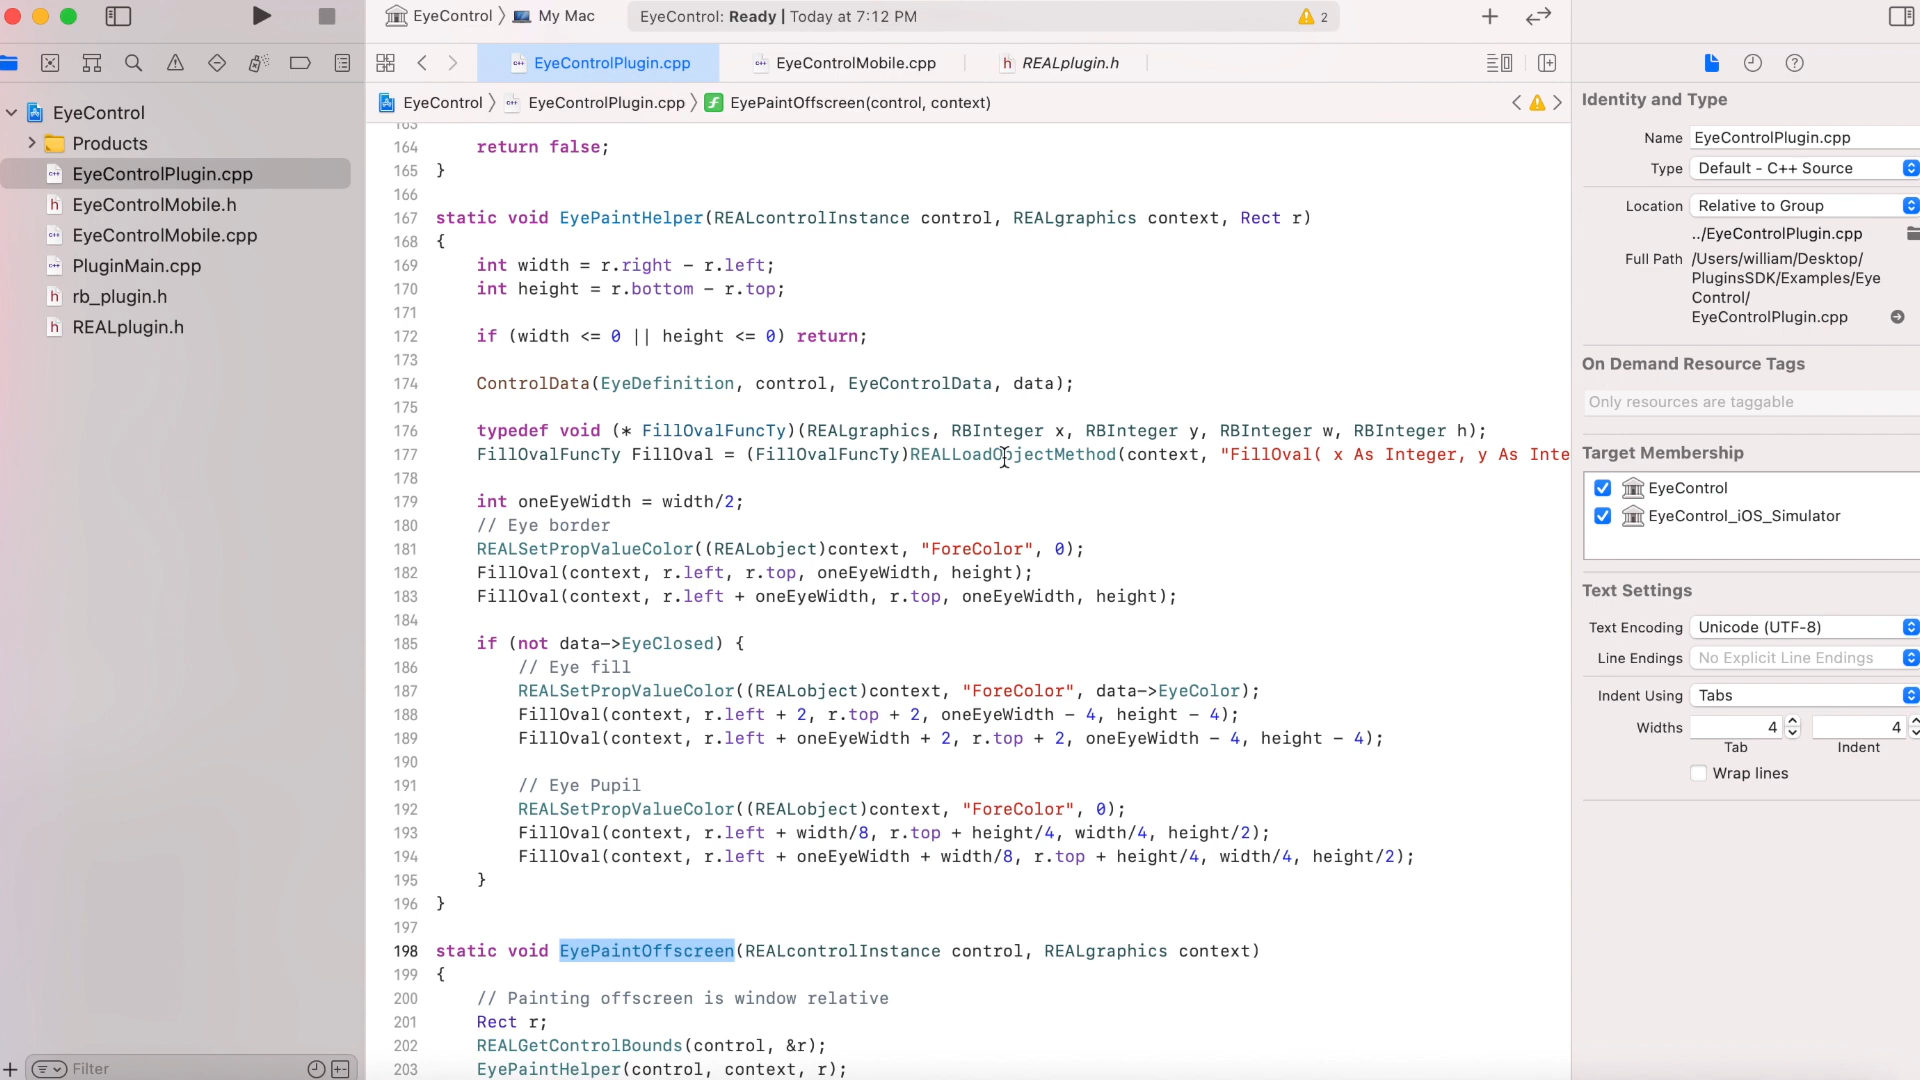 EyeControl 〉 My Mac
EyeControl: Ready | Today at 7:12 PM
2
EyeControlPlugin.cpp
EyeControlMobile.cpp
REALplugin.h
EyeControl 〉 EyeControlPlugin.cpp 〉 EyePaintOffscreen(control, context)
EyeControl
Products
EyeControlPlugin.cpp
EyeControlMobile.h
EyeControlMobile.cpp
PluginMain.cpp
rb_plugin.h
REALplugin.h
Filter
163
164 return false;
165 }
166
167 static void EyePaintHelper(REALcontrolInstance control, REALgraphics context, Rect r)
168 {
169 int width = r.right - r.left;
170 int height = r.bottom - r.top;
171
172 if (width <= 0 || height <= 0) return;
173
174 ControlData(EyeDefinition, control, EyeControlData, data);
175
176 typedef void (* FillOvalFuncTy)(REALgraphics, RBInteger x, RBInteger y, RBInteger w, RBInteger h);
177 FillOvalFuncTy FillOval = (FillOvalFuncTy)REALLoadObjectMethod(context, "FillOval( x As Integer, y As Inte
178
179 int oneEyeWidth = width/2;
180 // Eye border
181 REALSetPropValueColor((REALobject)context, "ForeColor", 0);
182 FillOval(context, r.left, r.top, oneEyeWidth, height);
183 FillOval(context, r.left + oneEyeWidth, r.top, oneEyeWidth, height);
184
185 if (not data->EyeClosed) {
186 // Eye fill
187 REALSetPropValueColor((REALobject)context, "ForeColor", data->EyeColor);
188 FillOval(context, r.left + 2, r.top + 2, oneEyeWidth - 4, height - 4);
189 FillOval(context, r.left + oneEyeWidth + 2, r.top + 2, oneEyeWidth - 4, height - 4);
190
191 // Eye Pupil
192 REALSetPropValueColor((REALobject)context, "ForeColor", 0);
193 FillOval(context, r.left + width/8, r.top + height/4, width/4, height/2);
194 FillOval(context, r.left + oneEyeWidth + width/8, r.top + height/4, width/4, height/2);
195 }
196 }
197
198 static void EyePaintOffscreen(REALcontrolInstance control, REALgraphics context)
199 {
200 // Painting offscreen is window relative
201 Rect r;
202 REALGetControlBounds(control, &r);
203 EyePaintHelper(control, context, r);
Identity and Type
Name EyeControlPlugin.cpp
Type Default - C++ Source
Location Relative to Group
../EyeControlPlugin.cpp
Full Path /Users/william/Desktop/
PluginsSDK/Examples/Eye
Control/
EyeControlPlugin.cpp
On Demand Resource Tags
Only resources are taggable
Target Membership
EyeControl
EyeControl_iOS_Simulator
Text Settings
Text Encoding Unicode (UTF-8)
Line Endings No Explicit Line Endings
Indent Using Tabs
Widths 4 4
Tab Indent
Wrap lines